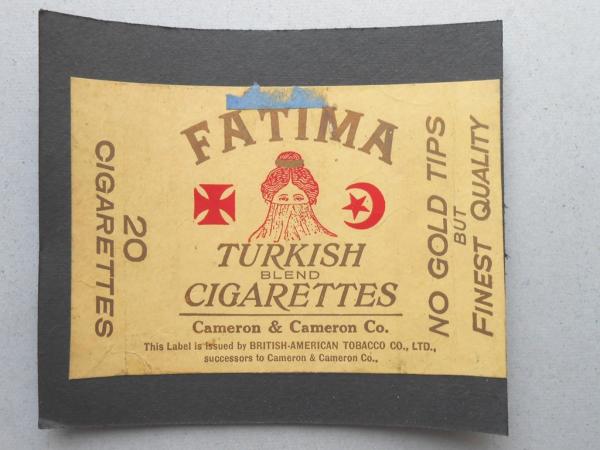 FATIMA
TURKISH
BLEND
CIGARETTES
Cameron & Cameron Co.
This Label is issued by BRITISH-AMERICAN TOBACCO CO., LTD.,
successors to Cameron & Cameron Co.,
20
CIGARETTES
NO GOLD TIPS
BUT
FINEST QUALITY